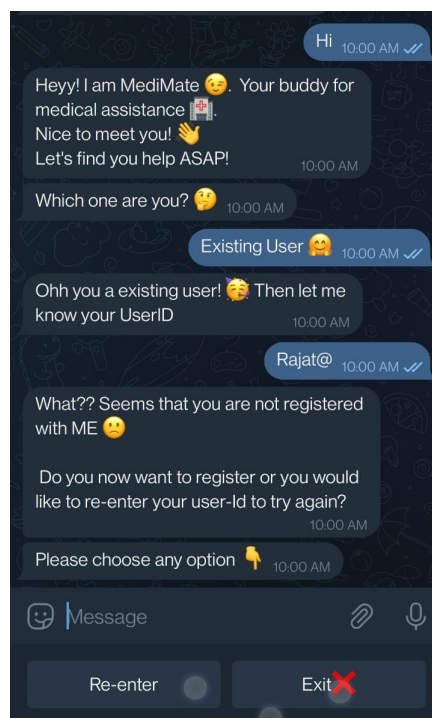 Hi 10:00 AM
Heyy! I am MediMate 😉. Your buddy for
medical assistance 🏥.
Nice to meet you! 👋
Let's find you help ASAP!
10:00 AM
Which one are you? 🤔 10:00 AM
Existing User 🤗 10:00 AM
Ohh you a existing user! 🥳 Then let me
know your UserID
10:00 AM
Rajat@ 10:00 AM
What?? Seems that you are not registered
with ME 🙁
Do you now want to register or you would
like to re-enter your user-Id to try again?
10:00 AM
Please choose any option 👇 10:00 AM
Message
Re-enter
Exit❌